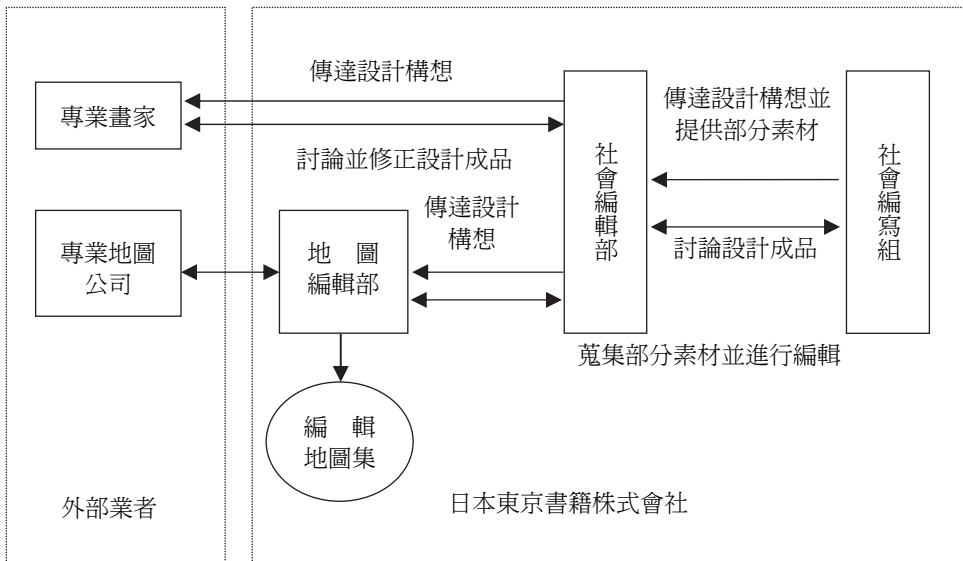 傳達設計構想
專業畫家
討論並修正設計成品
專業地圖
公司
外部業者
傳達設計
構想
地　圖
編輯部
編　輯
地圖集
社會編輯部
傳達設計構想並
提供部分素材
討論設計成品
社會編寫組
蒐集部分素材並進行編輯
日本東京書籍株式會社